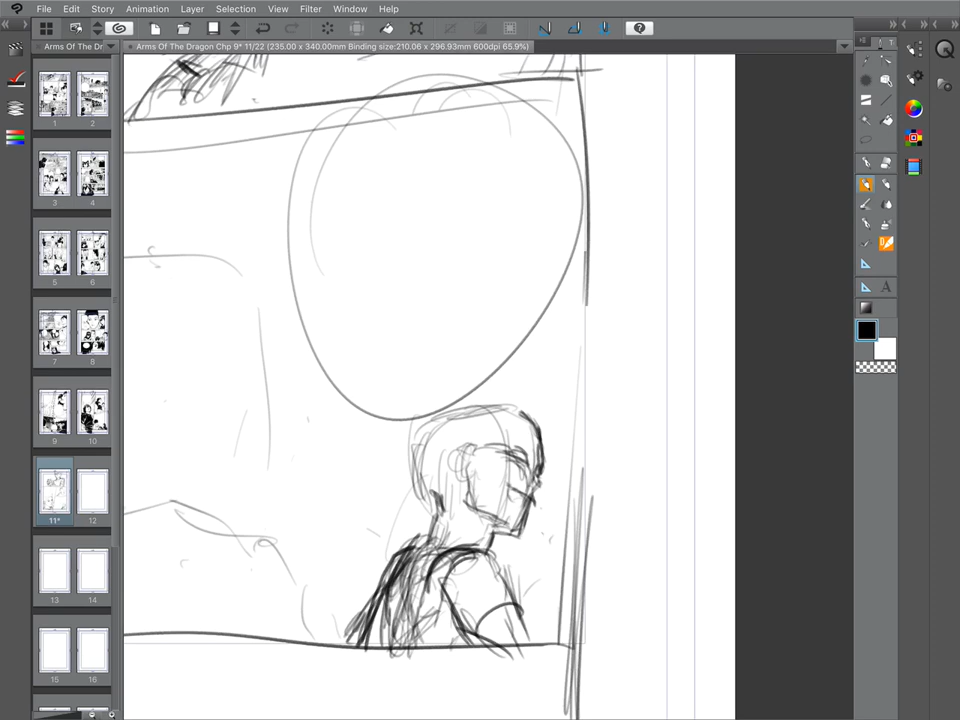 File Edit Story Animation Layer Selection View Filter Window Help
Arms Of The Dr
Arms Of The Dragon Chp 9* 11/22 (235.00 x 340.00mm Binding size:210.06 x 296.93mm 600dpi 65.9%)
1 2
3 4
5 6
7 8
9 10
11* 12
13 14
15 16
T
?
A